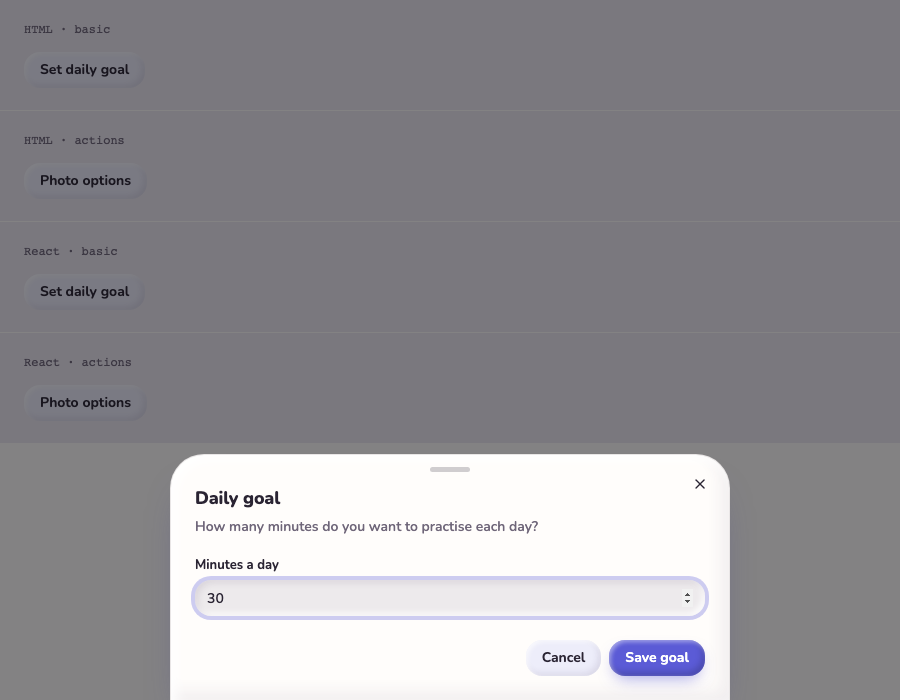 HTML · basic
Set daily goal
HTML · actions
Photo options
React · basic
Set daily goal
React · actions
Photo options
Daily goal
How many minutes do you want to practise each day?
Minutes a day
30
Cancel Save goal